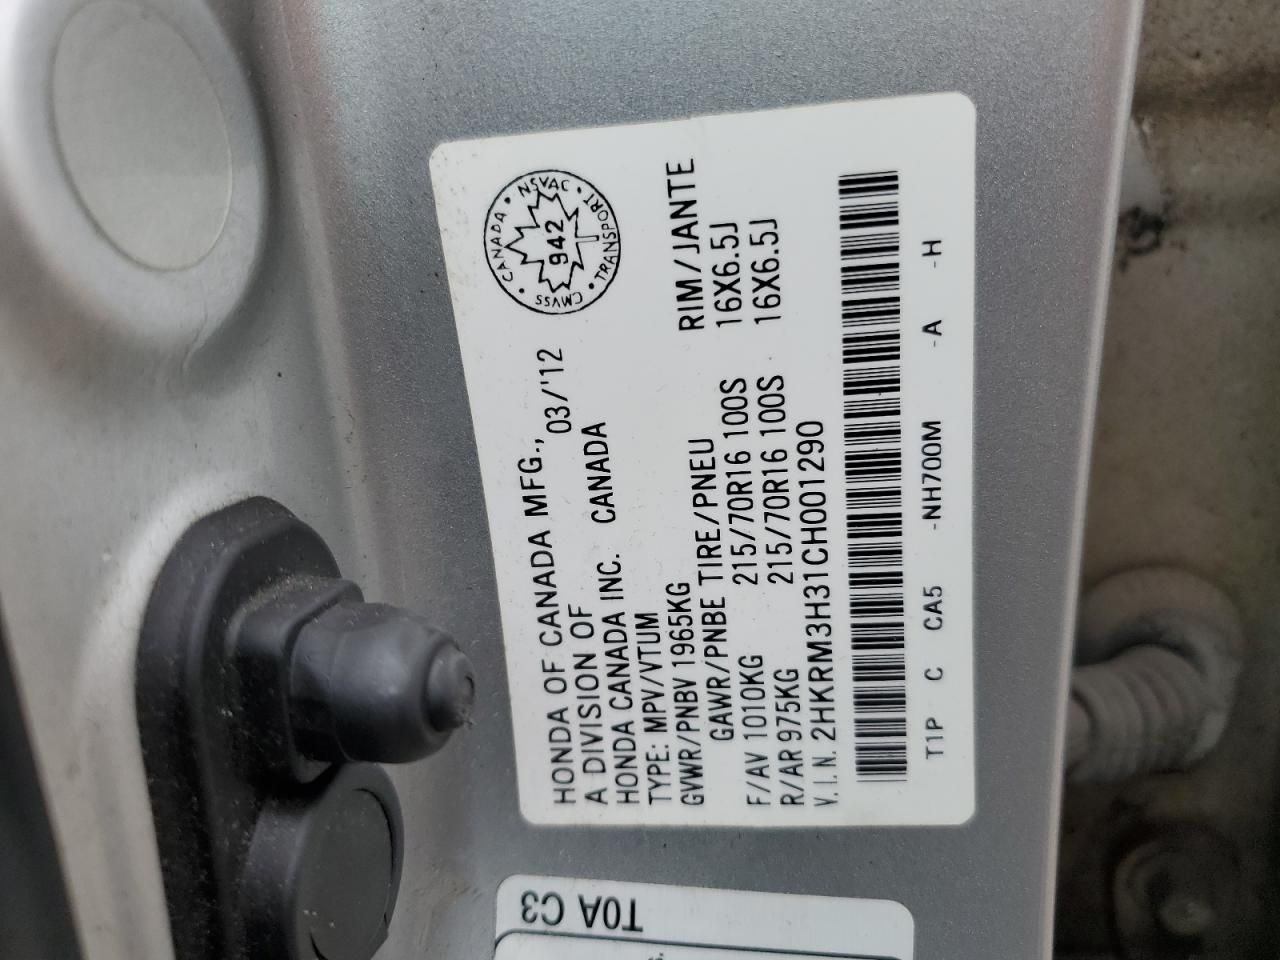 HONDA OF CANADA MFG., 03/'12
A DIVISION OF
HONDA CANADA INC. CANADA
TYPE: MPV/VTUM
GVWR/PNBV 1965KG
GAWR/PNBE TIRE/PNEU RIM/JANTE
F/AV 1010KG 215/70R16 100S 16X6.5J
R/AR 975KG 215/70R16 100S 16X6.5J
V.I.N. 2HKRM3H31CH001290
T1P C CA5 -NH700M -A -H
CANADA • NSVAC • TRANSPORT • CMVSS •
942
T0A C3